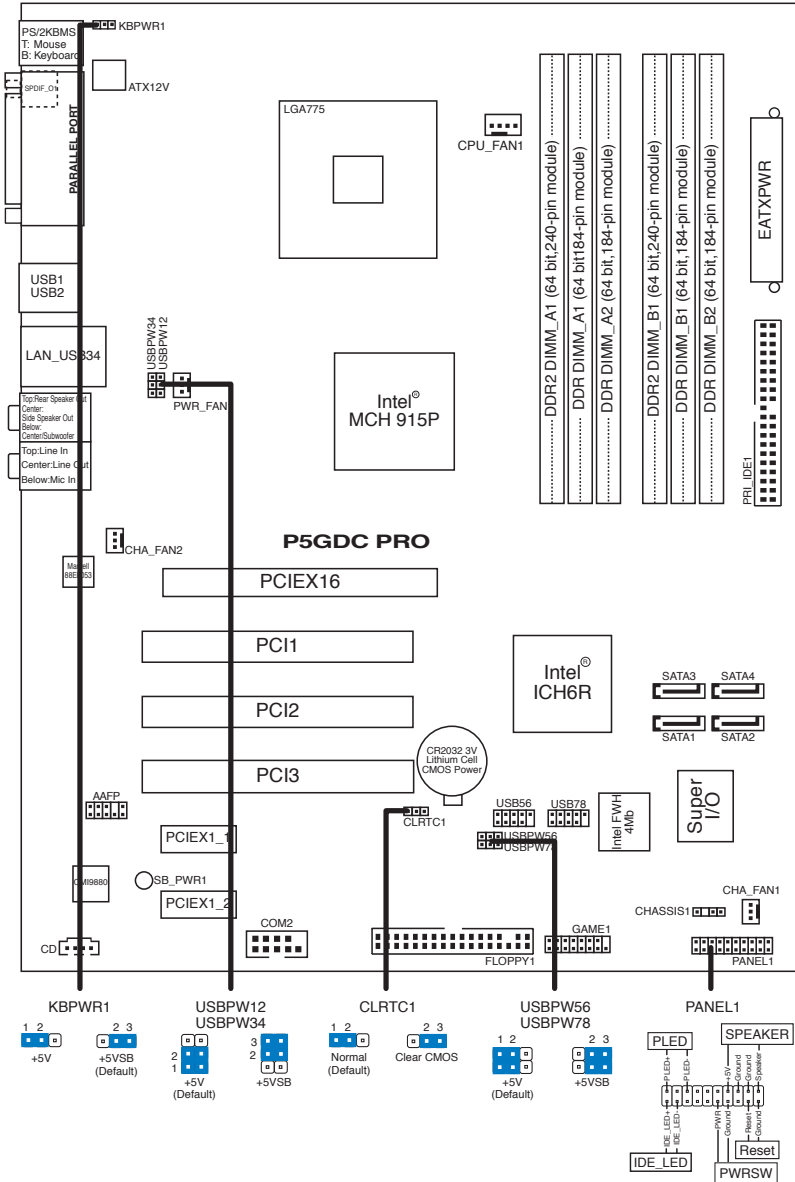 PS/2KBMS
T: Mouse
B: Keyboard
KBPWR1
SPDIF_O1
ATX12V
PARALLEL PORT
LGA775
CPU_FAN1
DDR2 DIMM_A1 (64 bit,240-pin module)
DDR DIMM_A1 (64 bit184-pin module)
DDR DIMM_A2 (64 bit,184-pin module)
DDR2 DIMM_B1 (64 bit,240-pin module)
DDR DIMM_B1 (64 bit,184-pin module)
DDR DIMM_B2 (64 bit,184-pin module)
EATXPWR
USB1
USB2
LAN_USB34
USBPW34
USBPW12
PWR_FAN
Intel®
MCH 915P
PRI_IDE1
Top:Rear Speaker Out
Center:
Side Speaker Out
Below:
Center/Subwoofer
Top:Line In
Center:Line Out
Below:Mic In
CHA_FAN2
P5GDC PRO
PCIEX16
PCI1
PCI2
PCI3
Intel®
ICH6R
SATA3
SATA4
SATA1
SATA2
CR2032 3V
Lithium Cell
CMOS Power
Super
I/O
AAFP
CLRTC1
USB56
USB78
USBPW56
USBPW78
Intel FWH
4Mb
PCIEX1_1
CMI9880
SB_PWR1
PCIEX1_2
CHASSIS1
CHA_FAN1
CD
COM2
FLOPPY1
GAME1
PANEL1
KBPWR1
1 2
+5V
2 3
+5VSB
(Default)
USBPW12
USBPW34
2
1
+5V
(Default)
3
2
+5VSB
CLRTC1
1 2
Normal
(Default)
2 3
Clear CMOS
USBPW56
USBPW78
1 2
+5V
(Default)
2 3
+5VSB
PANEL1
PLED
SPEAKER
PLED+
PLED-
+5V
Ground
Ground
Speaker
IDE_LED+
IDE_LED-
PWR
Ground
Reset
Ground
Reset
IDE_LED
PWRSW